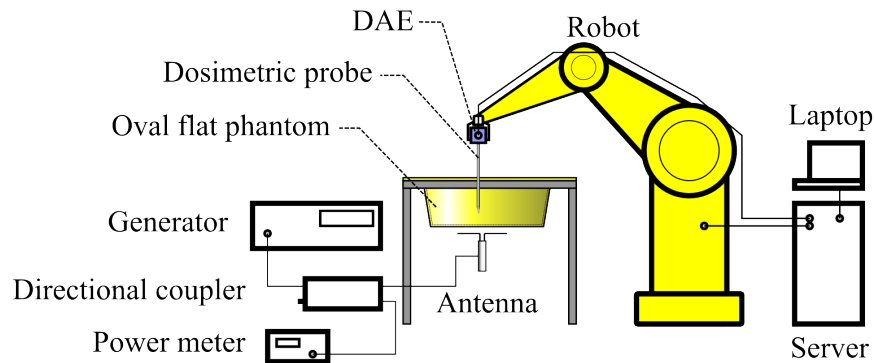 DAE
Robot
Dosimetric probe
Oval flat phantom
Laptop
Generator
Directional coupler
Antenna
Power meter
Server